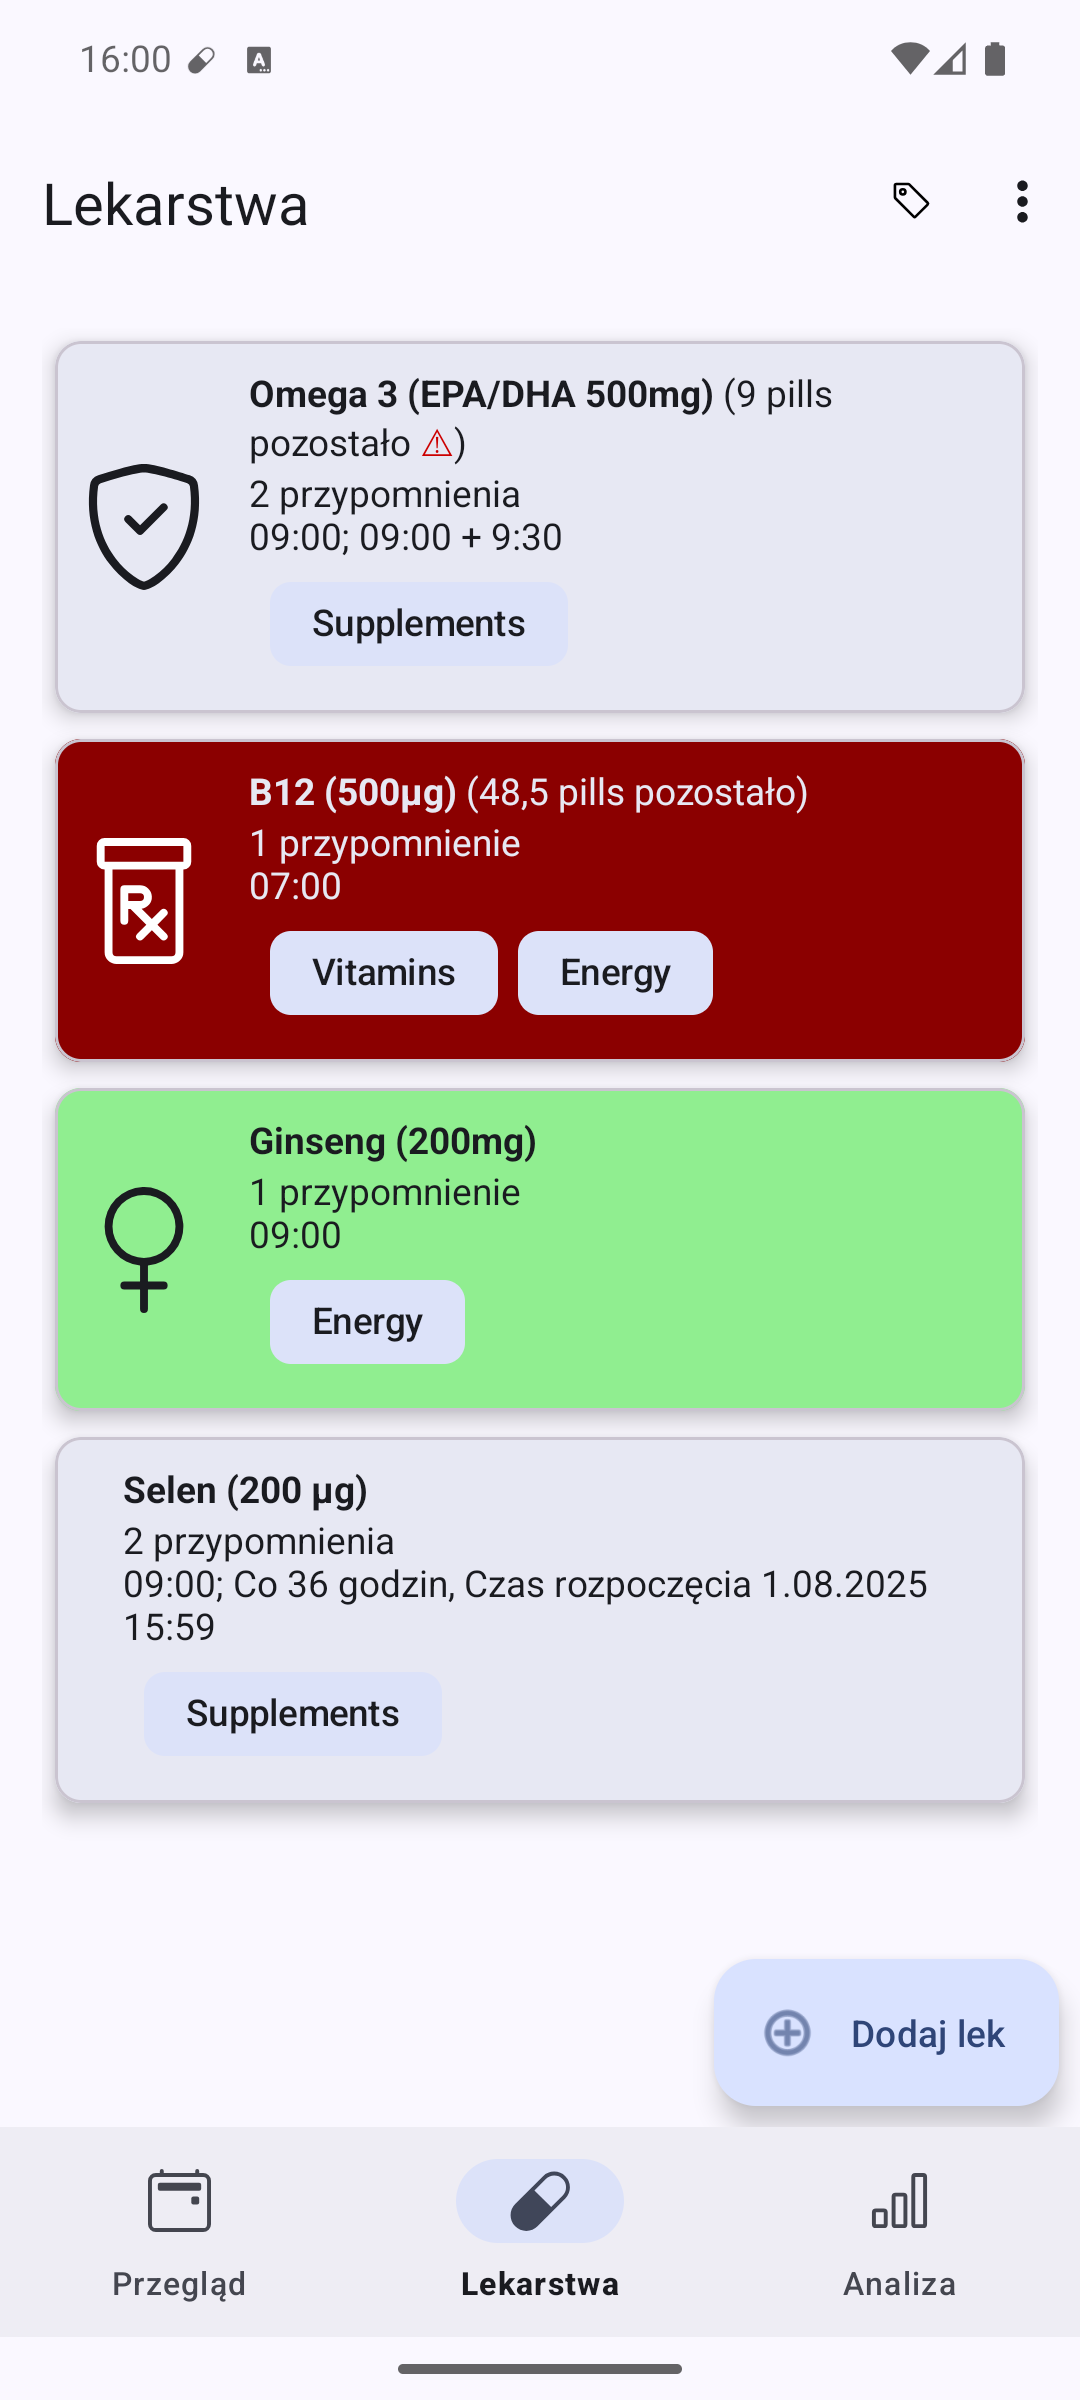 16:00
Lekarstwa
Omega 3 (EPA/DHA 500mg) (9 pills
pozostało ⚠)
2 przypomnienia
09:00; 09:00 + 9:30
Supplements
B12 (500µg) (48,5 pills pozostało)
1 przypomnienie
07:00
Vitamins Energy
Ginseng (200mg)
1 przypomnienie
09:00
Energy
Selen (200 µg)
2 przypomnienia
09:00; Co 36 godzin, Czas rozpoczęcia 1.08.2025
15:59
Supplements
Dodaj lek
Przegląd Lekarstwa Analiza